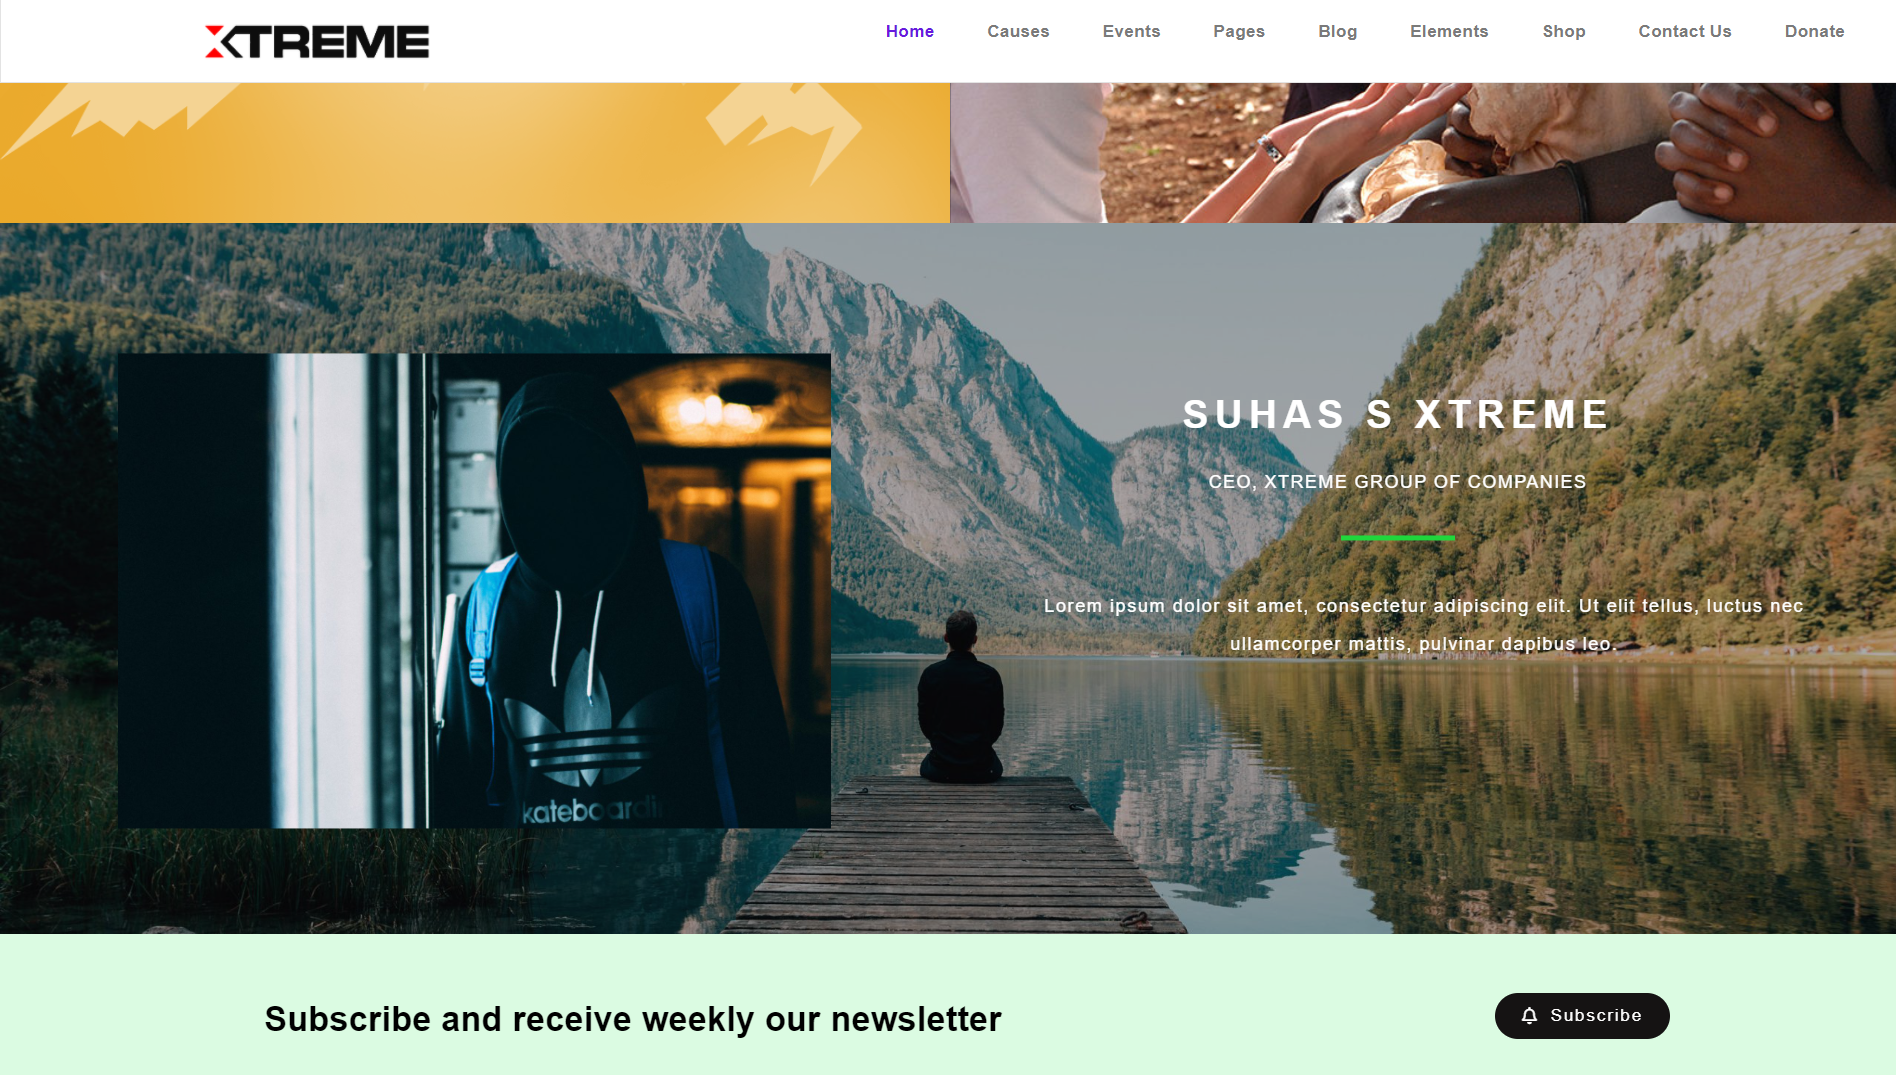 XTREME
Home Causes Events Pages Blog Elements Shop Contact Us Donate
SUHAS S XTREME
CEO, XTREME GROUP OF COMPANIES
Lorem ipsum dolor sit amet, consectetur adipiscing elit. Ut elit tellus, luctus nec
ullamcorper mattis, pulvinar dapibus leo.
kateboardi
Subscribe and receive weekly our newsletter
Subscribe